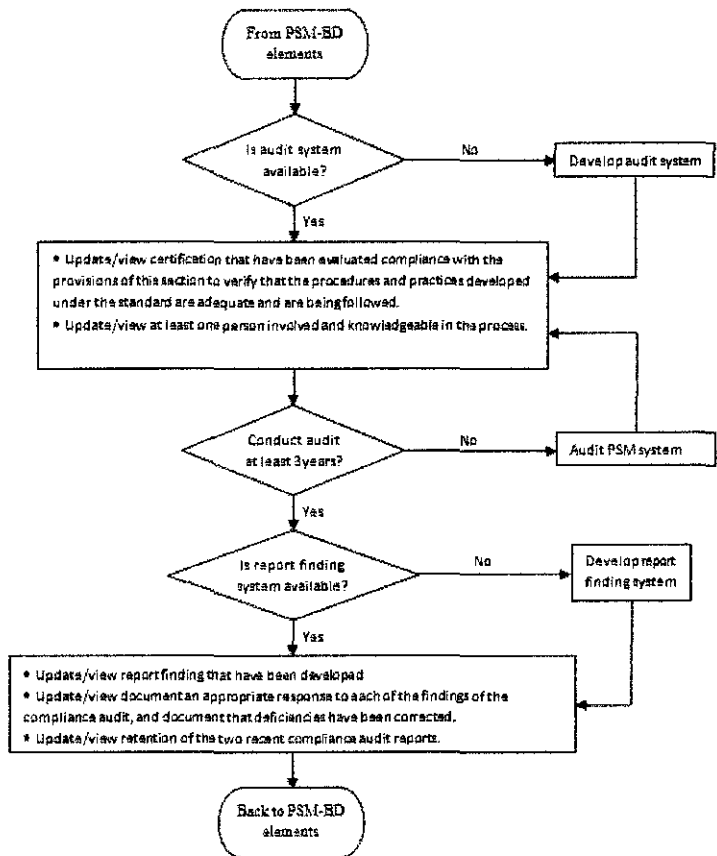 From PSM-BD
elements
Is audit system
available?
No
Develop audit system
Yes
• Update/view certification that have been evaluated compliance with the
provisions of this section to verify that the procedures and practices developed
under the standard are adequate and are being followed.
• Update/view at least one person involved and knowledgeable in the process.
Conduct audit
at least 3years?
No
Audit PSM system
Yes
Is report finding
system available?
No
Develop report
finding system
Yes
• Update/view report finding that have been developed
• Update/view document an appropriate response to each of the findings of the
compliance audit, and document that deficiencies have been corrected.
• Update/view retention of the two recent compliance audit reports.
Back to PSM-BD
elements